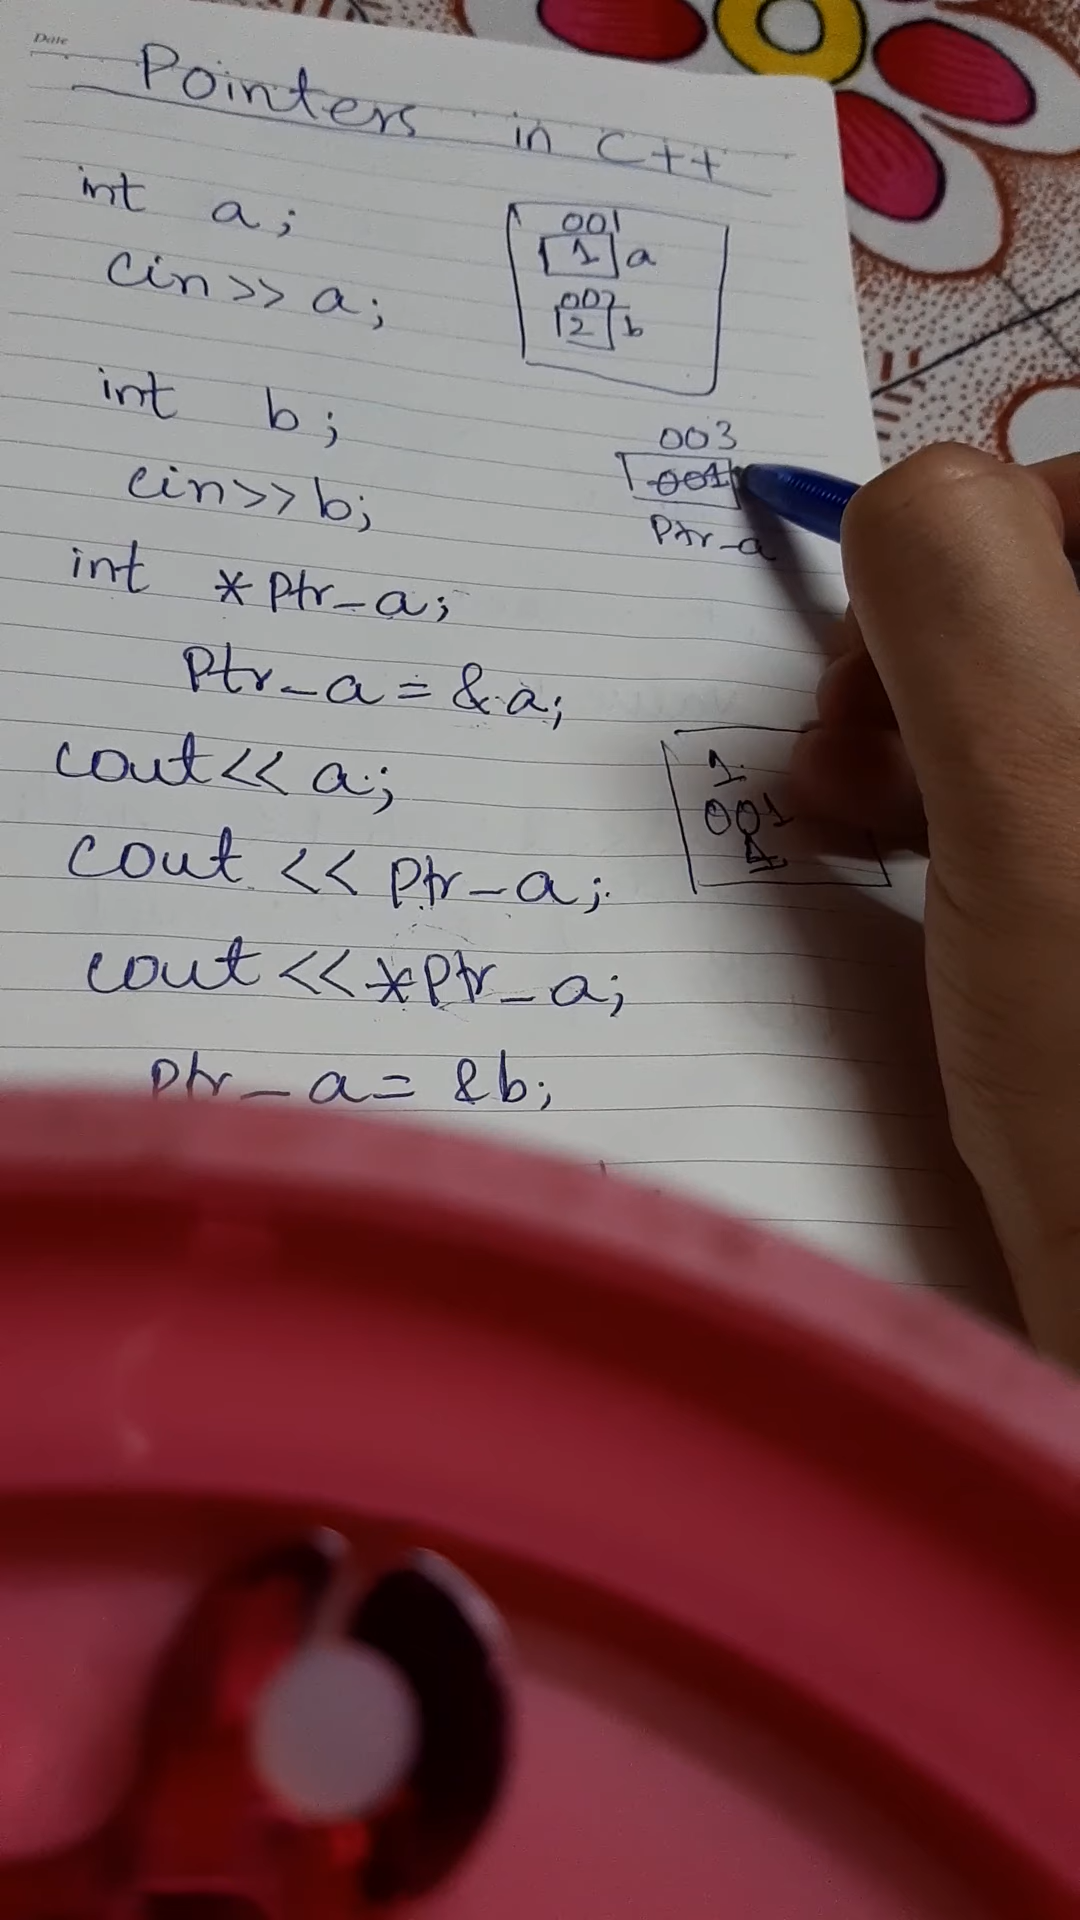 Date
Pointers in C++
int a;
cin>> a;
int b;
cin>> b;
int *Ptr_a;
Ptr_a = &a;
cout<< a;
cout << Ptr_a;
cout << *Ptr_a;
Ptr_a = &b;
001
1 a
002
2 b
003
001
Ptr_a
1
001